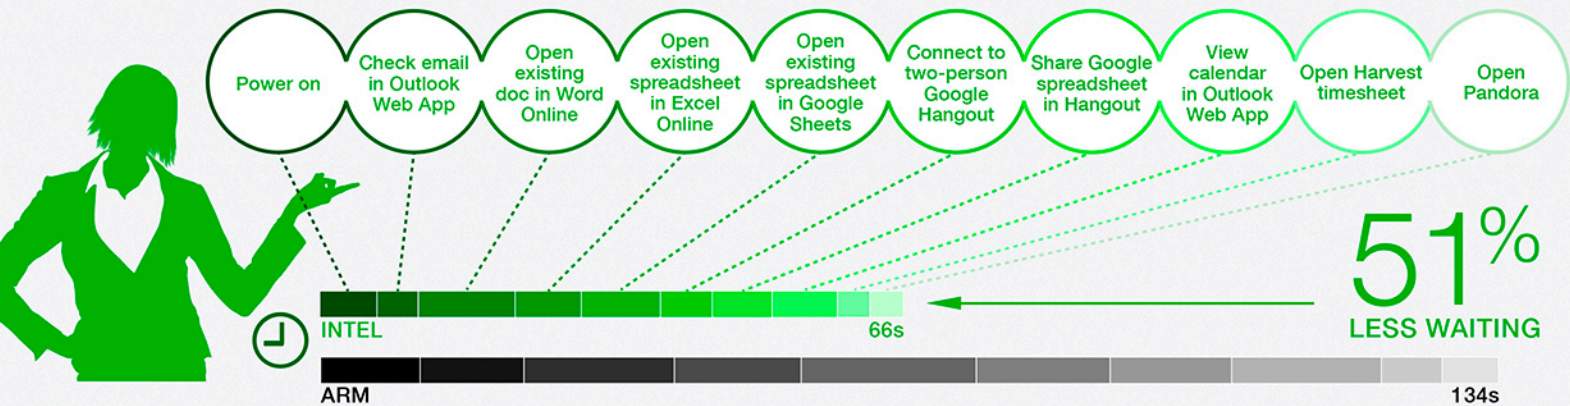 Power on
Check email
in Outlook
Web App
Open
existing
doc in Word
Online
Open
existing
spreadsheet
in Excel
Online
Open
existing
spreadsheet
in Google
Sheets
Connect to
two-person
Google
Hangout
Share Google
spreadsheet
in Hangout
View
calendar
in Outlook
Web App
Open Harvest
timesheet
Open
Pandora
51%
LESS WAITING
INTEL
66s
ARM
134s